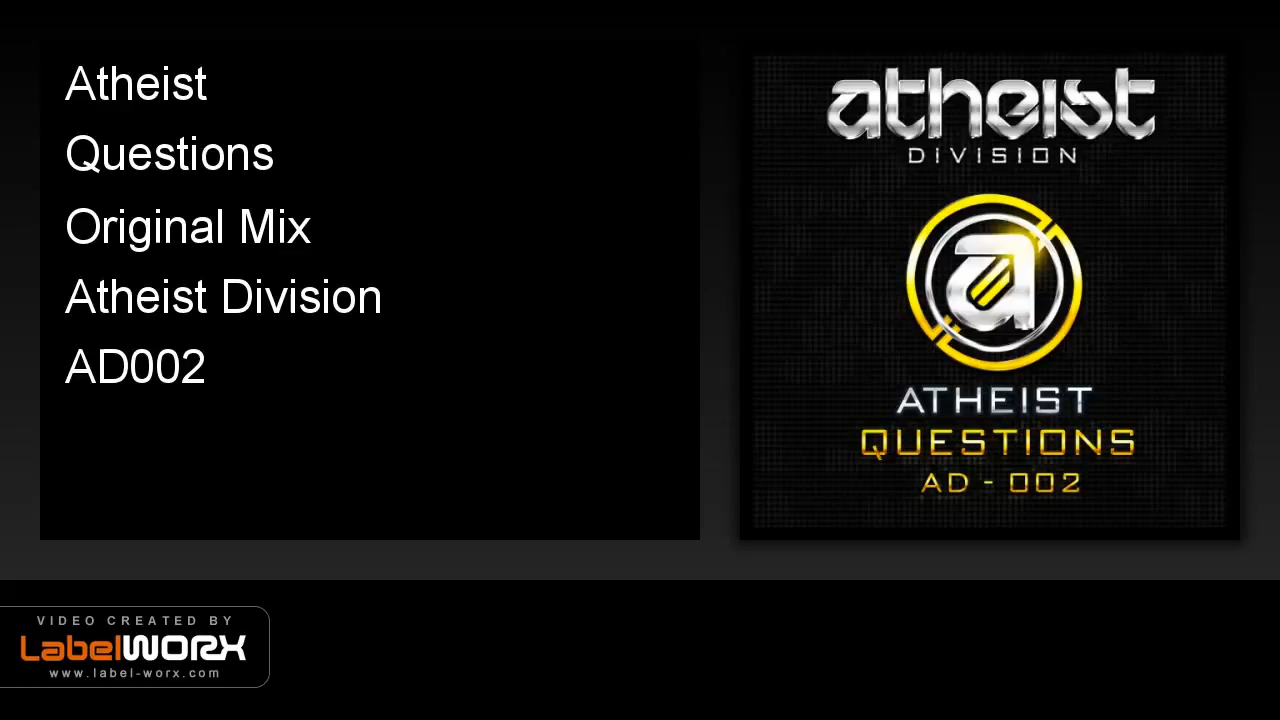 Atheist
Questions
Original Mix
Atheist Division
AD002
atheist
DIVISION
a
ATHEIST
QUESTIONS
AD - 002
VIDEO CREATED BY
LabelWORX
www.label-worx.com